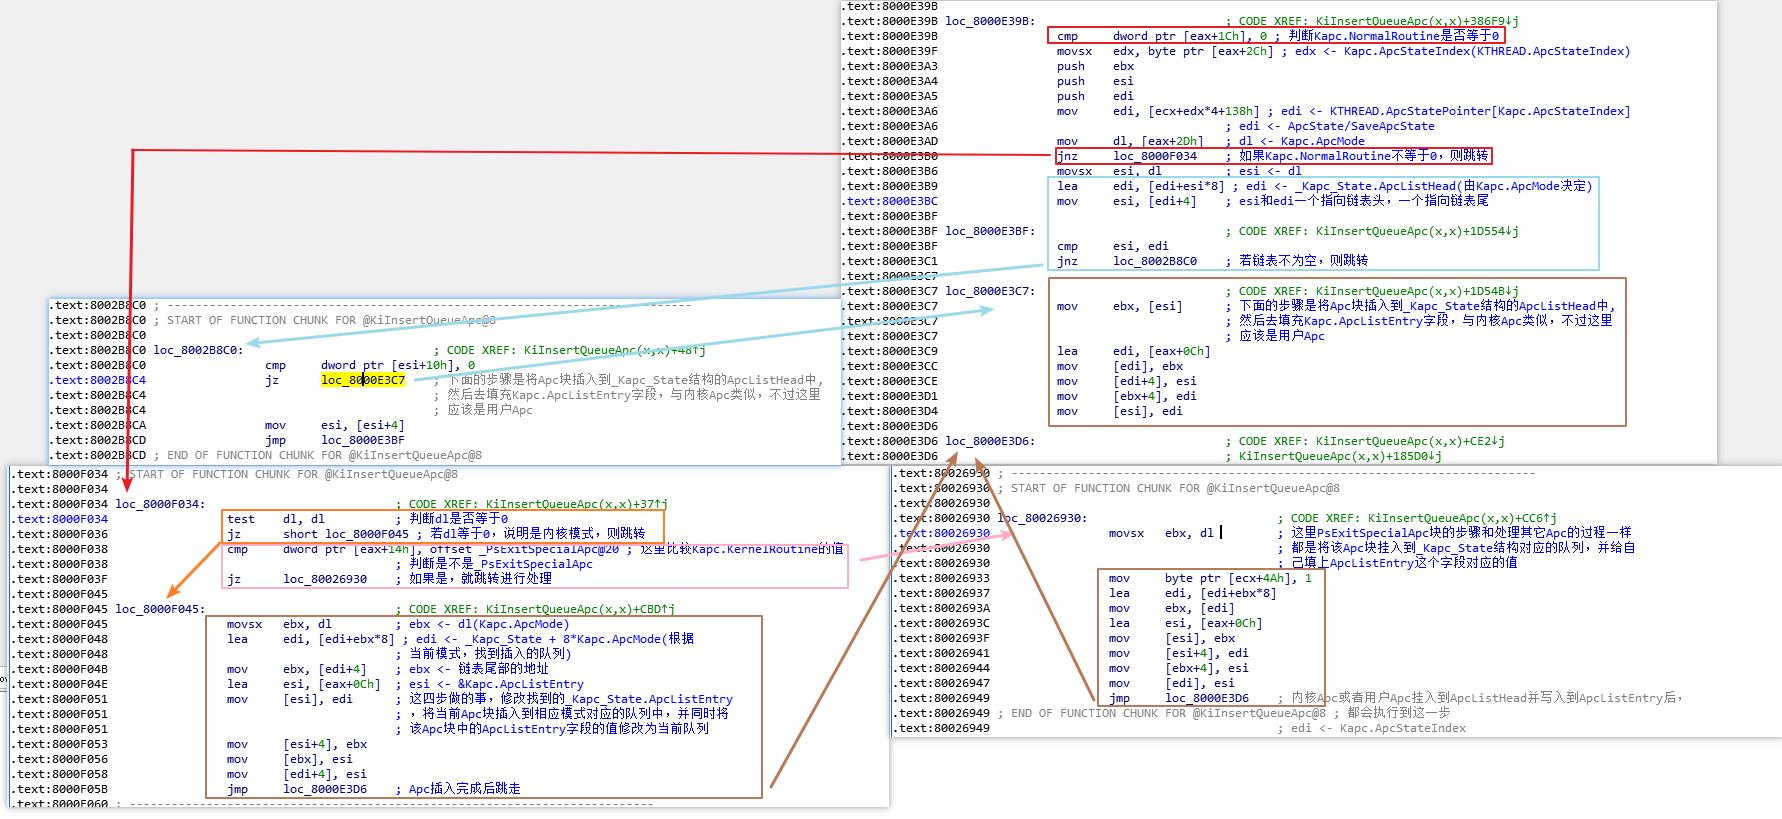 .text:8000E39B
.text:8000E39B loc_8000E39B: ; CODE XREF: KiInsertQueueApc(x,x)+386F9↓j
.text:8000E39B cmp dword ptr [eax+1Ch], 0 ; 判断Kapc.NormalRoutine是否等于0
.text:8000E39F movsx edx, byte ptr [eax+2Ch] ; edx <- Kapc.ApcStateIndex(KTHREAD.ApcStateIndex)
.text:8000E3A3 push ebx
.text:8000E3A4 push esi
.text:8000E3A5 push edi
.text:8000E3A6 mov edi, [ecx+edx*4+138h] ; edi <- KTHREAD.ApcStatePointer[Kapc.ApcStateIndex]
.text:8000E3A6 ; edi <- ApcState/SaveApcState
.text:8000E3AD mov dl, [eax+2Dh] ; dl <- Kapc.ApcMode
.text:8000E3B0 jnz loc_8000F034 ; 如果Kapc.NormalRoutine不等于0，则跳转
.text:8000E3B6 movsx esi, dl ; esi <- dl
.text:8000E3B9 lea edi, [edi+esi*8] ; edi <- _Kapc_State.ApcListHead(由Kapc.ApcMode决定)
.text:8000E3BC mov esi, [edi+4] ; esi和edi一个指向链表头，一个指向链表尾
.text:8000E3BF
.text:8000E3BF loc_8000E3BF: ; CODE XREF: KiInsertQueueApc(x,x)+1D554↓j
.text:8000E3BF cmp esi, edi
.text:8000E3C1 jnz loc_8002B8C0 ; 若链表不为空，则跳转
.text:8000E3C7
.text:8000E3C7 loc_8000E3C7: ; CODE XREF: KiInsertQueueApc(x,x)+1D54B↓j
.text:8000E3C7 mov ebx, [esi] ; 下面的步骤是将Apc块插入到_Kapc_State结构的ApcListHead中,
.text:8000E3C7 ; 然后去填充Kapc.ApcListEntry字段，与内核Apc类似，不过这里
.text:8000E3C7 ; 应该是用户Apc
.text:8000E3C9 lea edi, [eax+0Ch]
.text:8000E3CC mov [edi], ebx
.text:8000E3CE mov [edi+4], esi
.text:8000E3D1 mov [ebx+4], edi
.text:8000E3D4 mov [esi], edi
.text:8000E3D6
.text:8000E3D6 loc_8000E3D6: ; CODE XREF: KiInsertQueueApc(x,x)+CE2↓j
.text:8000E3D6 ; KiInsertQueueApc(x,x)+185D0↓j
.text:8002B8C0 ; ---------------------------------------------------------------------------
.text:8002B8C0 ; START OF FUNCTION CHUNK FOR @KiInsertQueueApc@8
.text:8002B8C0
.text:8002B8C0 loc_8002B8C0: ; CODE XREF: KiInsertQueueApc(x,x)+48↑j
.text:8002B8C0 cmp dword ptr [esi+10h], 0
.text:8002B8C4 jz loc_8000E3C7 ; 下面的步骤是将Apc块插入到_Kapc_State结构的ApcListHead中,
.text:8002B8C4 ; 然后去填充Kapc.ApcListEntry字段，与内核Apc类似，不过这里
.text:8002B8C4 ; 应该是用户Apc
.text:8002B8CA mov esi, [esi+4]
.text:8002B8CD jmp loc_8000E3BF
.text:8002B8CD ; END OF FUNCTION CHUNK FOR @KiInsertQueueApc@8
.text:8000F034 ; START OF FUNCTION CHUNK FOR @KiInsertQueueApc@8
.text:8000F034
.text:8000F034 loc_8000F034: ; CODE XREF: KiInsertQueueApc(x,x)+37↑j
.text:8000F034 test dl, dl ; 判断dl是否等于0
.text:8000F036 jz short loc_8000F045 ; 若dl等于0，说明是内核模式，则跳转
.text:8000F038 cmp dword ptr [eax+14h], offset _PsExitSpecialApc@20 ; 这里比较Kapc.KernelRoutine的值
.text:8000F038 ; 判断是不是_PsExitSpecialApc
.text:8000F03F jz loc_80026930 ; 如果是，就跳转进行处理
.text:8000F045
.text:8000F045 loc_8000F045: ; CODE XREF: KiInsertQueueApc(x,x)+CBD↑j
.text:8000F045 movsx ebx, dl ; ebx <- dl(Kapc.ApcMode)
.text:8000F048 lea edi, [edi+ebx*8] ; edi <- _Kapc_State + 8*Kapc.ApcMode(根据
.text:8000F048 ; 当前模式，找到插入的队列)
.text:8000F04B mov ebx, [edi+4] ; ebx <- 链表尾部的地址
.text:8000F04E lea esi, [eax+0Ch] ; esi <- &Kapc.ApcListEntry
.text:8000F051 mov [esi], edi ; 这四步做的事，修改找到的_Kapc_State.ApcListEntry
.text:8000F051 ; ，将当前Apc块插入到相应模式对应的队列中，并同时将
.text:8000F051 ; 该Apc块中的ApcListEntry字段的值修改为当前队列
.text:8000F053 mov [esi+4], ebx
.text:8000F056 mov [ebx], esi
.text:8000F058 mov [edi+4], esi
.text:8000F05B jmp loc_8000E3D6 ; Apc插入完成后跳走
.text:8000F060 ; ---------------------------------------------------------------------------
.text:80026930 ; ---------------------------------------------------------------------------
.text:80026930 ; START OF FUNCTION CHUNK FOR @KiInsertQueueApc@8
.text:80026930
.text:80026930 loc_80026930: ; CODE XREF: KiInsertQueueApc(x,x)+CC6↑j
.text:80026930 movsx ebx, dl ; 这里PsExitSpecialApc块的步骤和处理其它Apc的过程一样
.text:80026930 ; 都是将该Apc块挂入到_Kapc_State结构对应的队列，并给自
.text:80026930 ; 己填上ApcListEntry这个字段对应的值
.text:80026933 mov byte ptr [ecx+4Ah], 1
.text:80026937 lea edi, [edi+ebx*8]
.text:8002693A mov ebx, [edi]
.text:8002693C lea esi, [eax+0Ch]
.text:8002693F mov [esi], ebx
.text:80026941 mov [esi+4], edi
.text:80026944 mov [ebx+4], esi
.text:80026947 mov [edi], esi
.text:80026949 jmp loc_8000E3D6 ; 内核Apc或者用户Apc挂入到ApcListHead并写入到ApcListEntry后，
.text:80026949 ; END OF FUNCTION CHUNK FOR @KiInsertQueueApc@8 ; 都会执行到这一步
.text:80026949 ; edi <- Kapc.ApcStateIndex